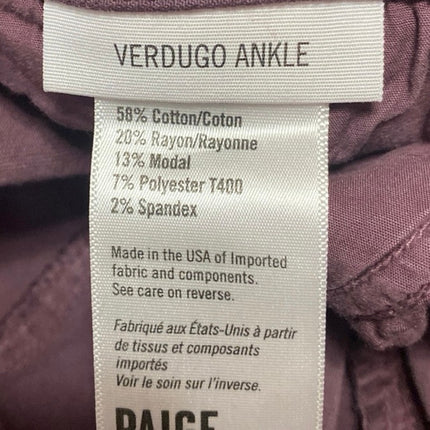 VERDUGO ANKLE
58% Cotton/Coton
20% Rayon/Rayonne
13% Modal
7% Polyester T400
2% Spandex
Made in the USA of Imported
fabric and components.
See care on reverse.
Fabriqué aux États-Unis à partir
de tissus et composants
importés
Voir le soin sur l'inverse.
PAIGE